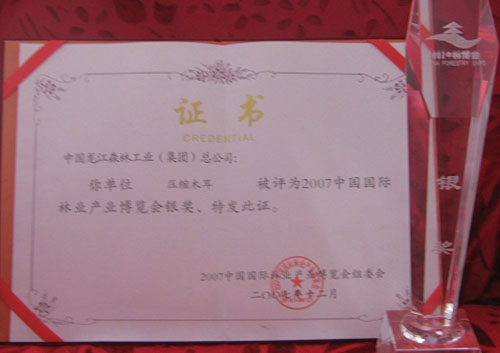 证书
CREDENTIAL
中国龙江森林工业（集团）总公司：
你单位 压缩木耳 被评为2007中国国际
林业产业博览会银奖、特发此证。
2007中国国际林业产业博览会组委会
二〇〇七年十二月
FORESTRY EXPO
银奖